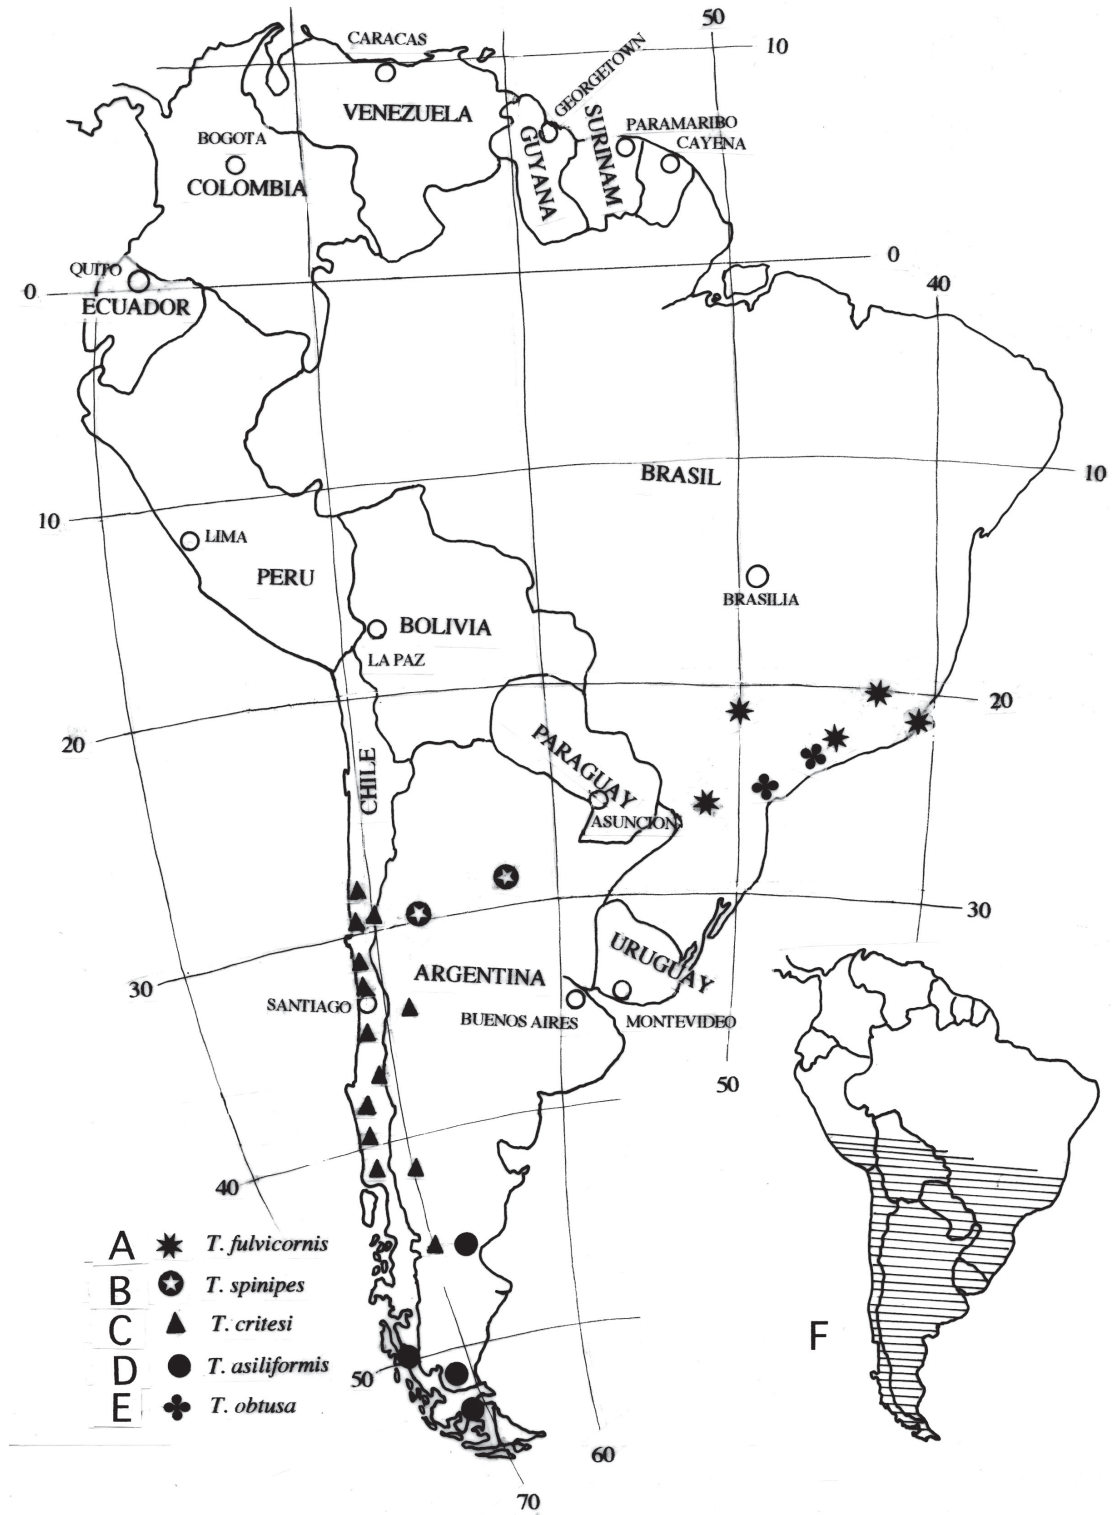 50
CARACAS
10
GEORGETOWN
VENEZUELA
SURINAM
PARAMARIBO
BOGOTA
GUYANA
CAYENA
COLOMBIA
0
QUITO
40
0
ECUADOR
BRASIL
10
10
LIMA
PERU
BRASILIA
BOLIVIA
LA PAZ
20
20
PARAGUAY
CHILE
ASUNCION
30
URUGUAY
ARGENTINA
30
SANTIAGO
BUENOS AIRES
MONTEVIDEO
50
40
A T. fulvicornis
B T. spinipes
C T. critesi
F
D T. asiliformis
50
E T. obtusa
60
70